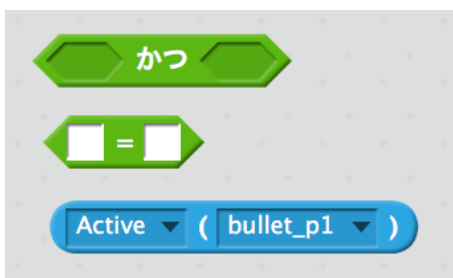 かつ
=
Active ( bullet_p1 )